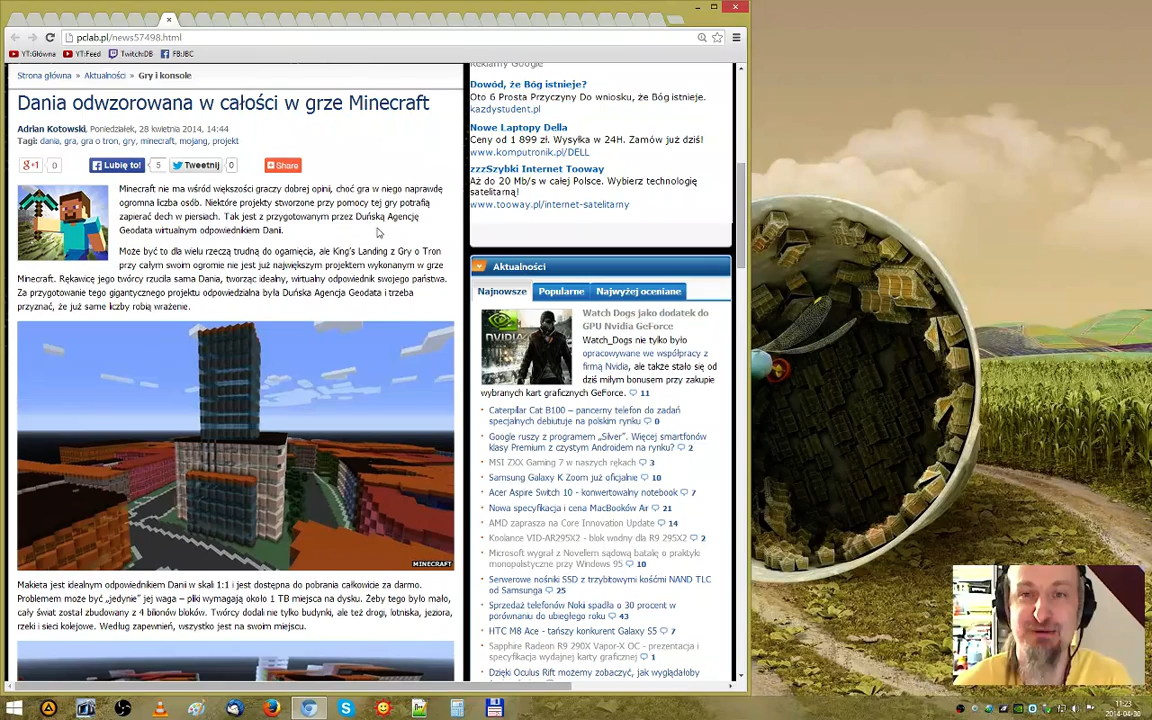 pclab.pl/news57498.html
YT:Główna YT:Feed Twitch:DB FB:JBC
Strona główna » Aktualności » Gry i konsole
Dania odwzorowana w całości w grze Minecraft
Adrian Kotowski, Poniedziałek, 28 kwietnia 2014, 14:44
Tagi: dania, gra, gra o tron, gry, minecraft, mojang, projekt
+1 0 Lubię to! 5 Tweetnij 0 Share
Minecraft nie ma wśród większości graczy dobrej opinii, choć gra w niego naprawdę
ogromna liczba osób. Niektóre projekty stworzone przy pomocy tej gry potrafią
zapierać dech w piersiach. Tak jest z przygotowanym przez Duńską Agencję
Geodata wirtualnym odpowiednikiem Danii.
Może być to dla wielu rzeczą trudną do ogarnięcia, ale King's Landing z Gry o Tron
przy całym swoim ogromie nie jest już największym projektem wykonanym w grze
Minecraft. Rękawicę jego twórcy rzuciła sama Dania, tworząc idealny, wirtualny odpowiednik swojego państwa.
Za przygotowanie tego gigantycznego projektu odpowiedzialna była Duńska Agencja Geodata i trzeba
przyznać, że już same liczby robią wrażenie.
MINECRAFT
Makieta jest idealnym odpowiednikiem Danii w skali 1:1 i jest dostępna do pobrania całkowicie za darmo.
Problemem może być „jedynie" jej waga – pliki wymagają około 1 TB miejsca na dysku. Żeby tego było mało,
cały świat został zbudowany z 4 bilionów bloków. Twórcy dodali nie tylko budynki, ale też drogi, lotniska, jeziora,
rzeki i sieci kolejowe. Według zapewnień, wszystko jest na swoim miejscu.
Reklamy Google
Dowód, że Bóg istnieje?
Oto 6 Prosta Przyczyny Do wniosku, że Bóg istnieje.
kazdystudent.pl
Nowe Laptopy Della
Ceny od 1 899 zł. Wysyłka w 24H. Zamów już dziś!
www.komputronik.pl/DELL
zzzSzybki Internet Tooway
Aż do 20 Mb/s w całej Polsce. Wybierz technologię
satelitarną!
www.tooway.pl/internet-satelitarny
Aktualności
Najnowsze Popularne Najwyżej oceniane
Watch Dogs jako dodatek do
GPU Nvidia GeForce
Watch_Dogs nie tylko było
opracowywane we współpracy z
firmą Nvidia, ale także stało się od
dziś miłym bonusem przy zakupie
wybranych kart graficznych GeForce. 11
NVIDIA
Caterpilar Cat B100 – pancerny telefon do zadań
specjalnych debiutuje na polskim rynku 0
Google ruszy z programem „Silver". Więcej smartfonów
klasy Premium z czystym Androidem na rynku? 2
MSI ZXX Gaming 7 w naszych rękach 3
Samsung Galaxy K Zoom już oficjalnie 10
Acer Aspire Switch 10 - konwertowalny notebook 7
Nowa specyfikacja i cena MacBooków Air 21
AMD zaprasza na Core Innovation Update 14
Koolance VID-AR295X2 - blok wodny dla R9 295X2 2
Microsoft wygrał z Novellem sądową batalię o praktyki
monopolistyczne przy Windows 95 10
Serwerowe nośniki SSD z trzybitowymi kośćmi NAND TLC
od Samsunga 25
Sprzedaż telefonów Nokii spadła o 30 procent w
porównaniu do ubiegłego roku 43
HTC M8 Ace - tańszy konkurent Galaxy S5 7
Sapphire Radeon R9 290X Vapor-X OC - prezentacja i
specyfikacja wydajnej karty graficznej 1
Dzięki Oculus Rift możemy zobaczyć, jak wyglądałoby
11:23
2014-04-30